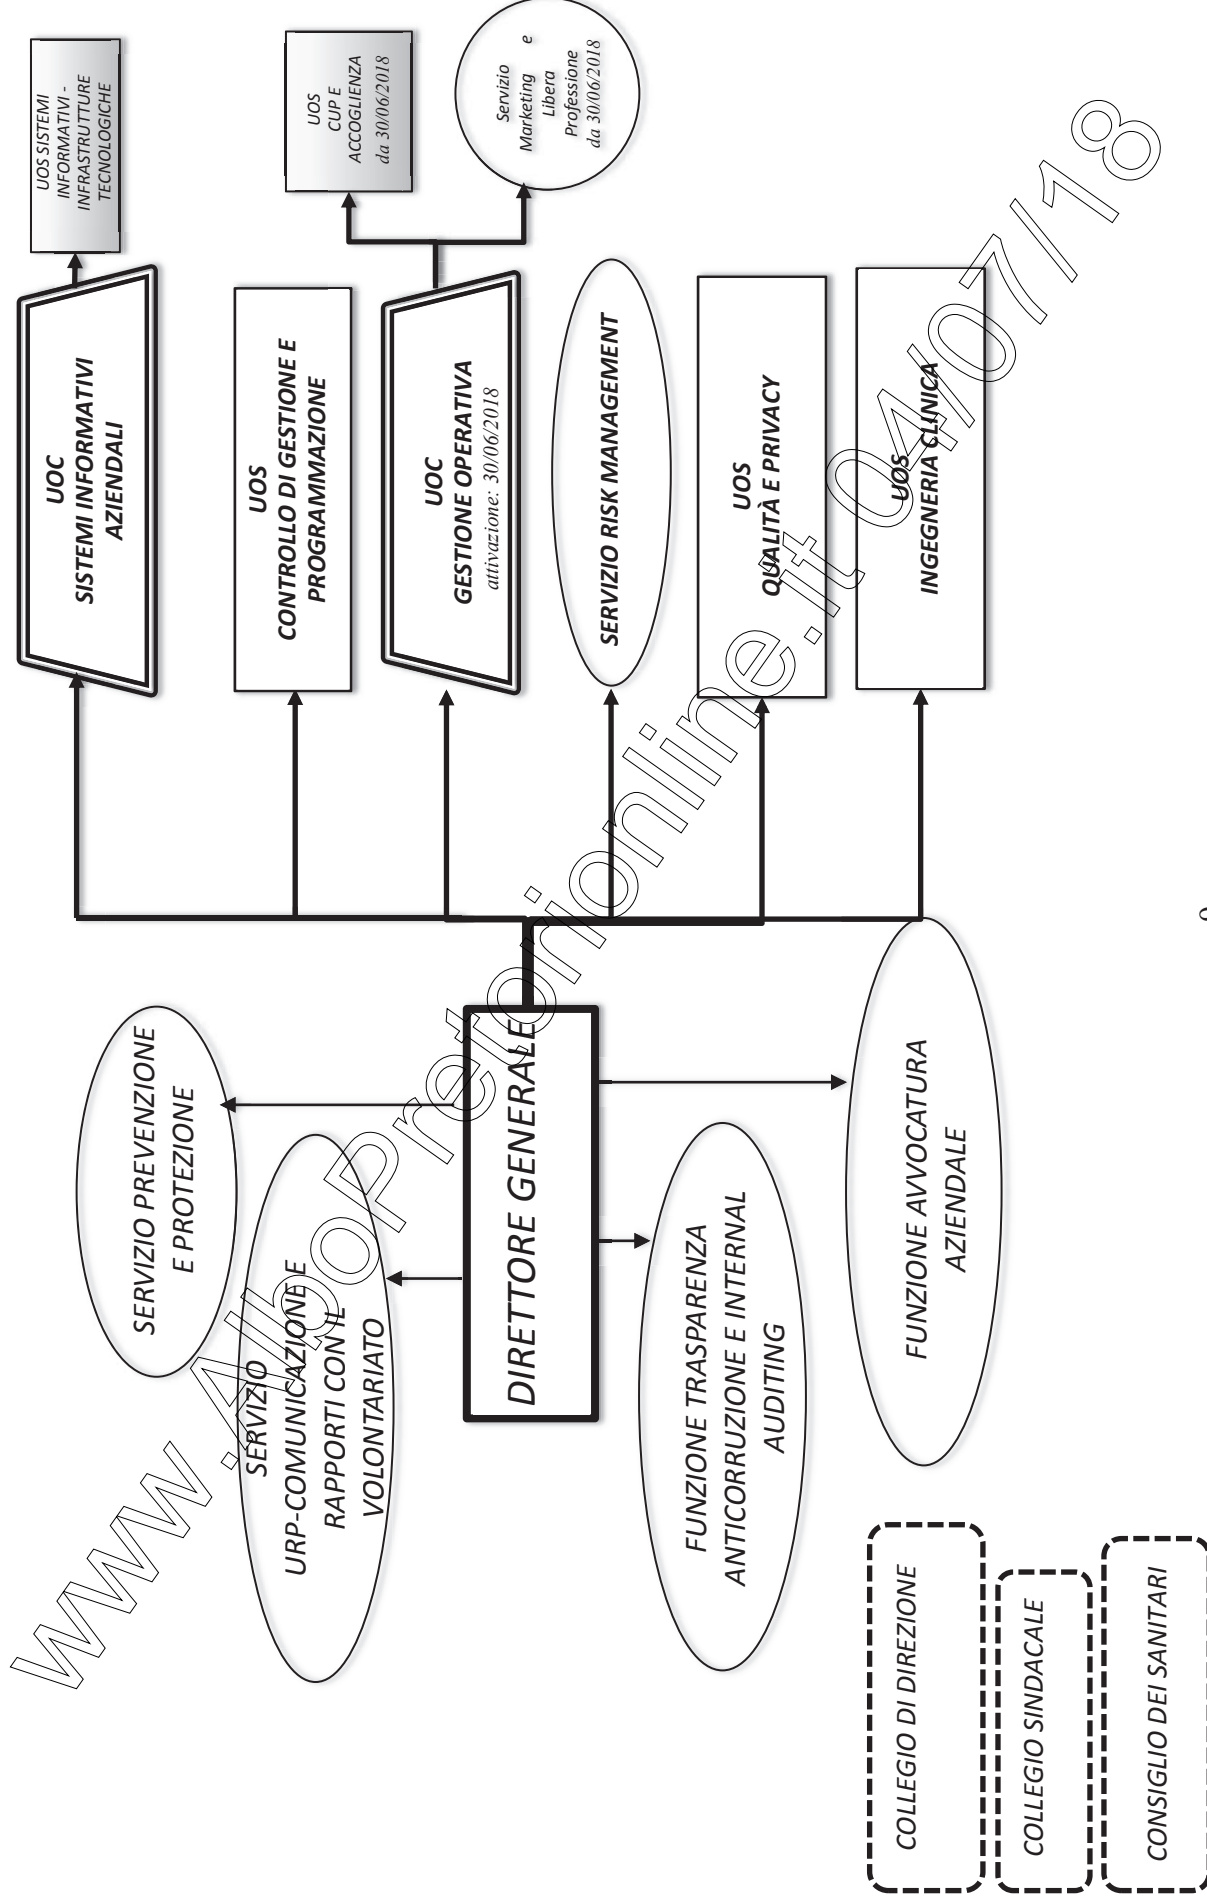 COLLEGIO DI DIREZIONE
COLLEGIO SINDACALE
CONSIGLIO DEI SANITARI
SERVIZIO PREVENZIONE
E PROTEZIONE
SERVIZIO
URP-COMUNICAZIONE E
RAPPORTI CON IL
VOLONTARIATO
DIRETTORE GENERALE
FUNZIONE TRASPARENZA
ANTICORRUZIONE E INTERNAL
AUDITING
FUNZIONE AVVOCATURA
AZIENDALE
UOC
SISTEMI INFORMATIVI
AZIENDALI
UOS
CONTROLLO DI GESTIONE E
PROGRAMMAZIONE
UOC
GESTIONE OPERATIVA
attivazione: 30/06/2018
SERVIZIO RISK MANAGEMENT
UOS
QUALITÀ E PRIVACY
UOS
INGEGNERIA CLINICA
UOS SISTEMI
INFORMATIVI -
INFRASTRUTTURE
TECNOLOGICHE
UOS
CUP E
ACCOGLIENZA
da 30/06/2018
Servizio
Marketing e
Libera
Professione
da 30/06/2018
www.AlboPretorionline.it 04/07/18